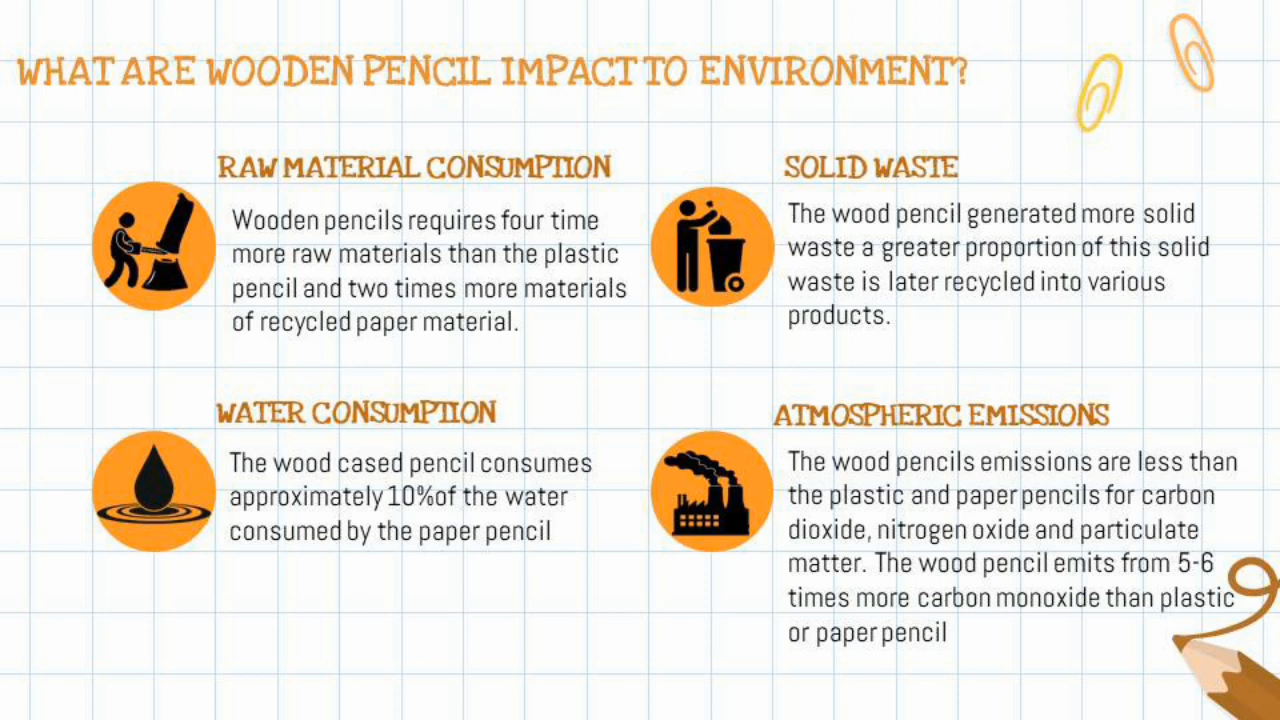 WHAT ARE WOODEN PENCIL IMPACT TO ENVIRONMENT?
RAW MATERIAL CONSUMPTION
Wooden pencils requires four time
more raw materials than the plastic
pencil and two times more materials
of recycled paper material.
SOLID WASTE
The wood pencil generated more solid
waste a greater proportion of this solid
waste is later recycled into various
products.
WATER CONSUMPTION
The wood cased pencil consumes
approximately 10%of the water
consumed by the paper pencil
ATMOSPHERIC EMISSIONS
The wood pencils emissions are less than
the plastic and paper pencils for carbon
dioxide, nitrogen oxide and particulate
matter. The wood pencil emits from 5-6
times more carbon monoxide than plastic
or paper pencil